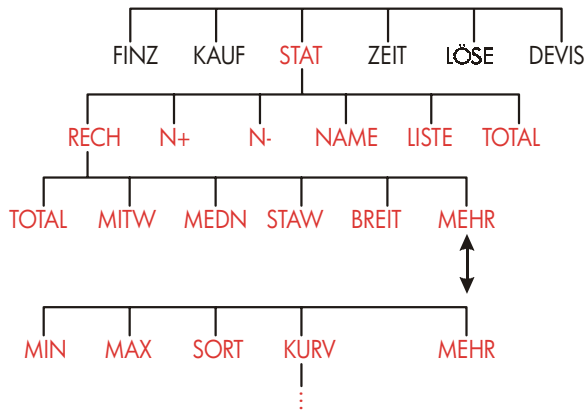 FINZ KAUF STAT ZEIT LÖSE DEVIS
RECH N+ N- NAME LISTE TOTAL
TOTAL MITW MEDN STAW BREIT MEHR
MIN MAX SORT KURV MEHR